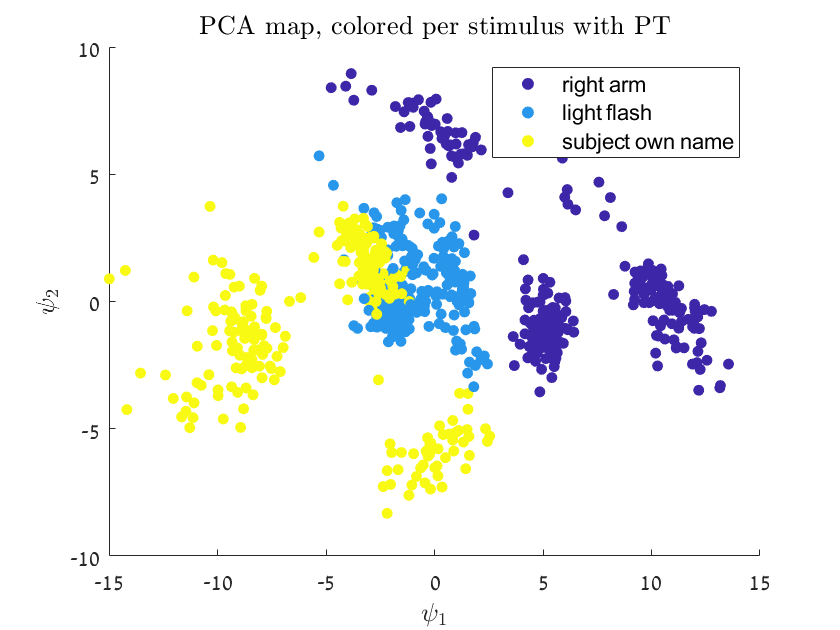 PCA map, colored per stimulus with PT
right arm
light flash
subject own name
10
5
0
-5
-10
ψ₂
-15
-10
-5
0
5
10
15
ψ₁